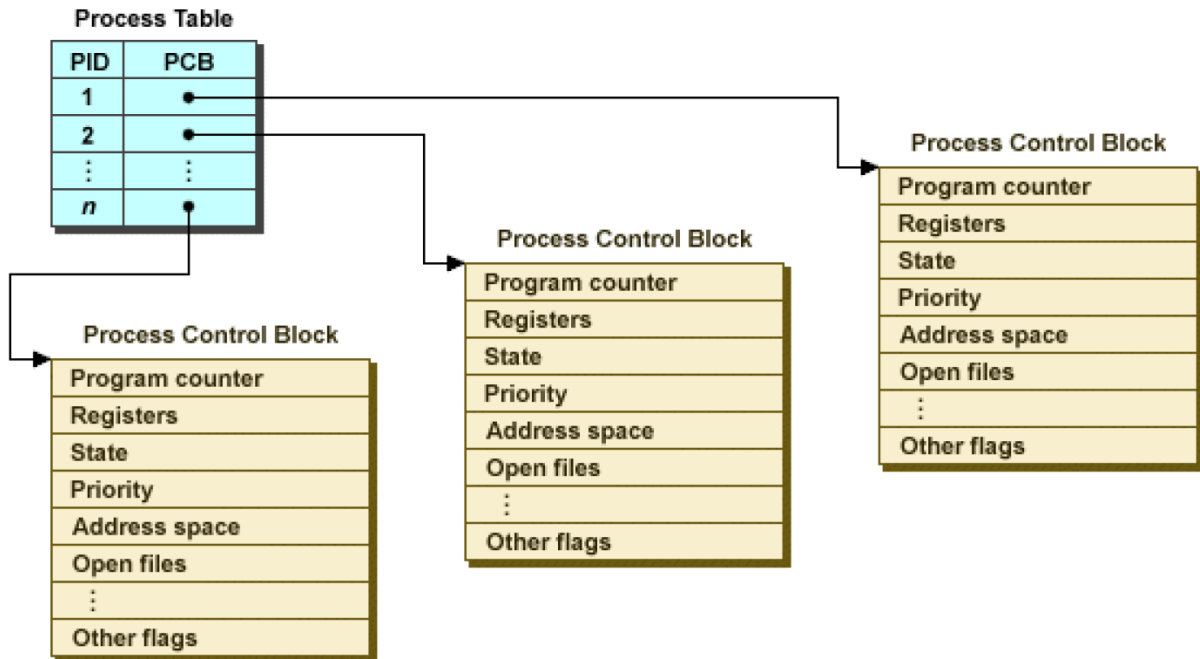 Process Table
PID PCB
1
2
⋮ ⋮
n
Process Control Block
Program counter
Registers
State
Priority
Address space
Open files
⋮
Other flags
Process Control Block
Program counter
Registers
State
Priority
Address space
Open files
⋮
Other flags
Process Control Block
Program counter
Registers
State
Priority
Address space
Open files
⋮
Other flags